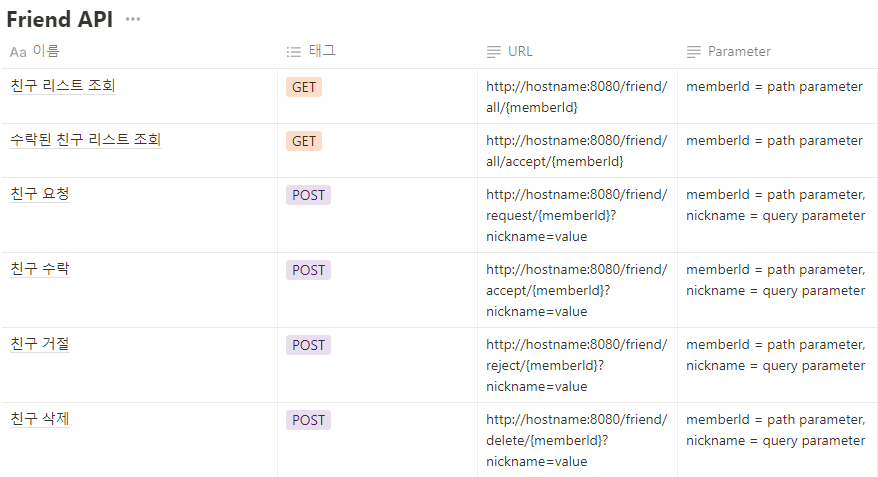 Friend API ...
Aa 이름 태그 URL Parameter
친구 리스트 조회 GET http://hostname:8080/friend/ memberId = path parameter
all/{memberId}
수락된 친구 리스트 조회 GET http://hostname:8080/friend/ memberId = path parameter
all/accept/{memberId}
친구 요청 POST http://hostname:8080/friend/ memberId = path parameter,
request/{memberId}? nickname = query parameter
nickname=value
친구 수락 POST http://hostname:8080/friend/ memberId = path parameter,
accept/{memberId}? nickname = query parameter
nickname=value
친구 거절 POST http://hostname:8080/friend/ memberId = path parameter,
reject/{memberId}? nickname = query parameter
nickname=value
친구 삭제 POST http://hostname:8080/friend/ memberId = path parameter,
delete/{memberId}? nickname = query parameter
nickname=value